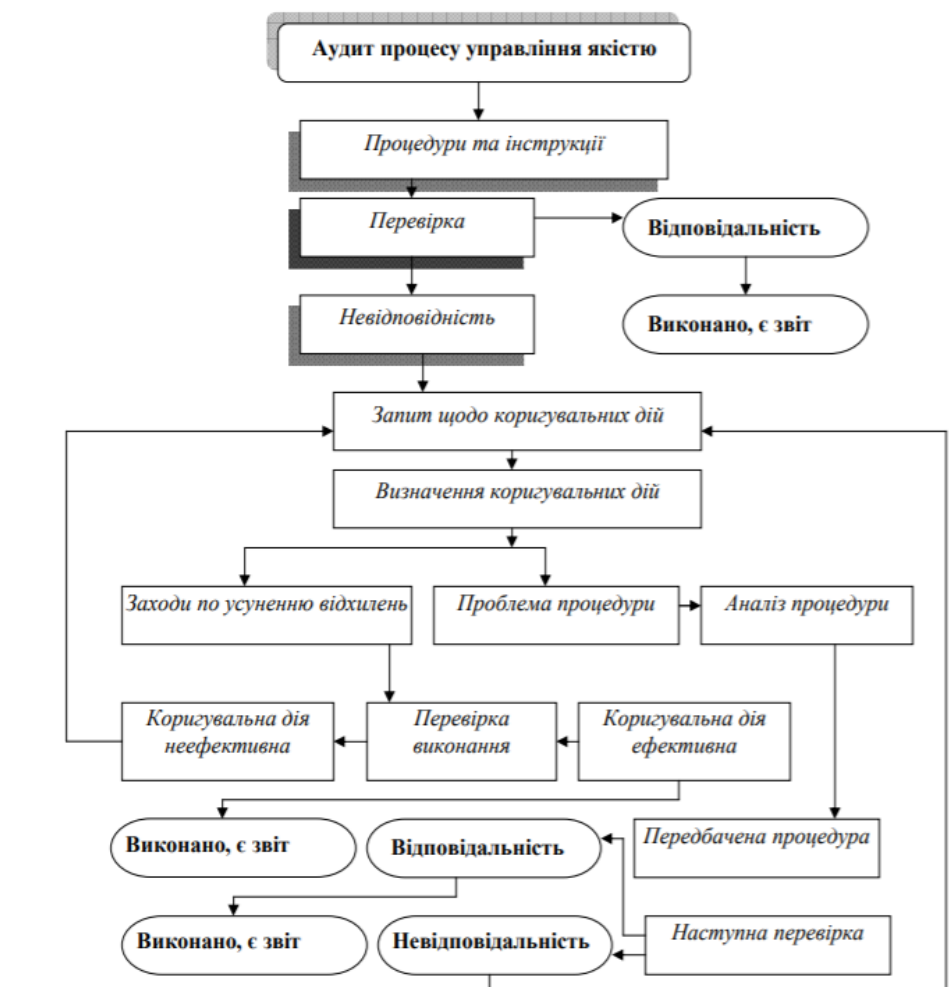 Аудит процесу управління якістю
Процедури та інструкції
Перевірка
Відповідальність
Невідповідність
Виконано, є звіт
Запит щодо коригувальних дій
Визначення коригувальних дій
Заходи по усуненню відхилень
Проблема процедури
Аналіз процедури
Коригувальна дія
неефективна
Перевірка
виконання
Коригувальна дія
ефективна
Виконано, є звіт
Відповідальність
Передбачена процедура
Виконано, є звіт
Невідповідальність
Наступна перевірка